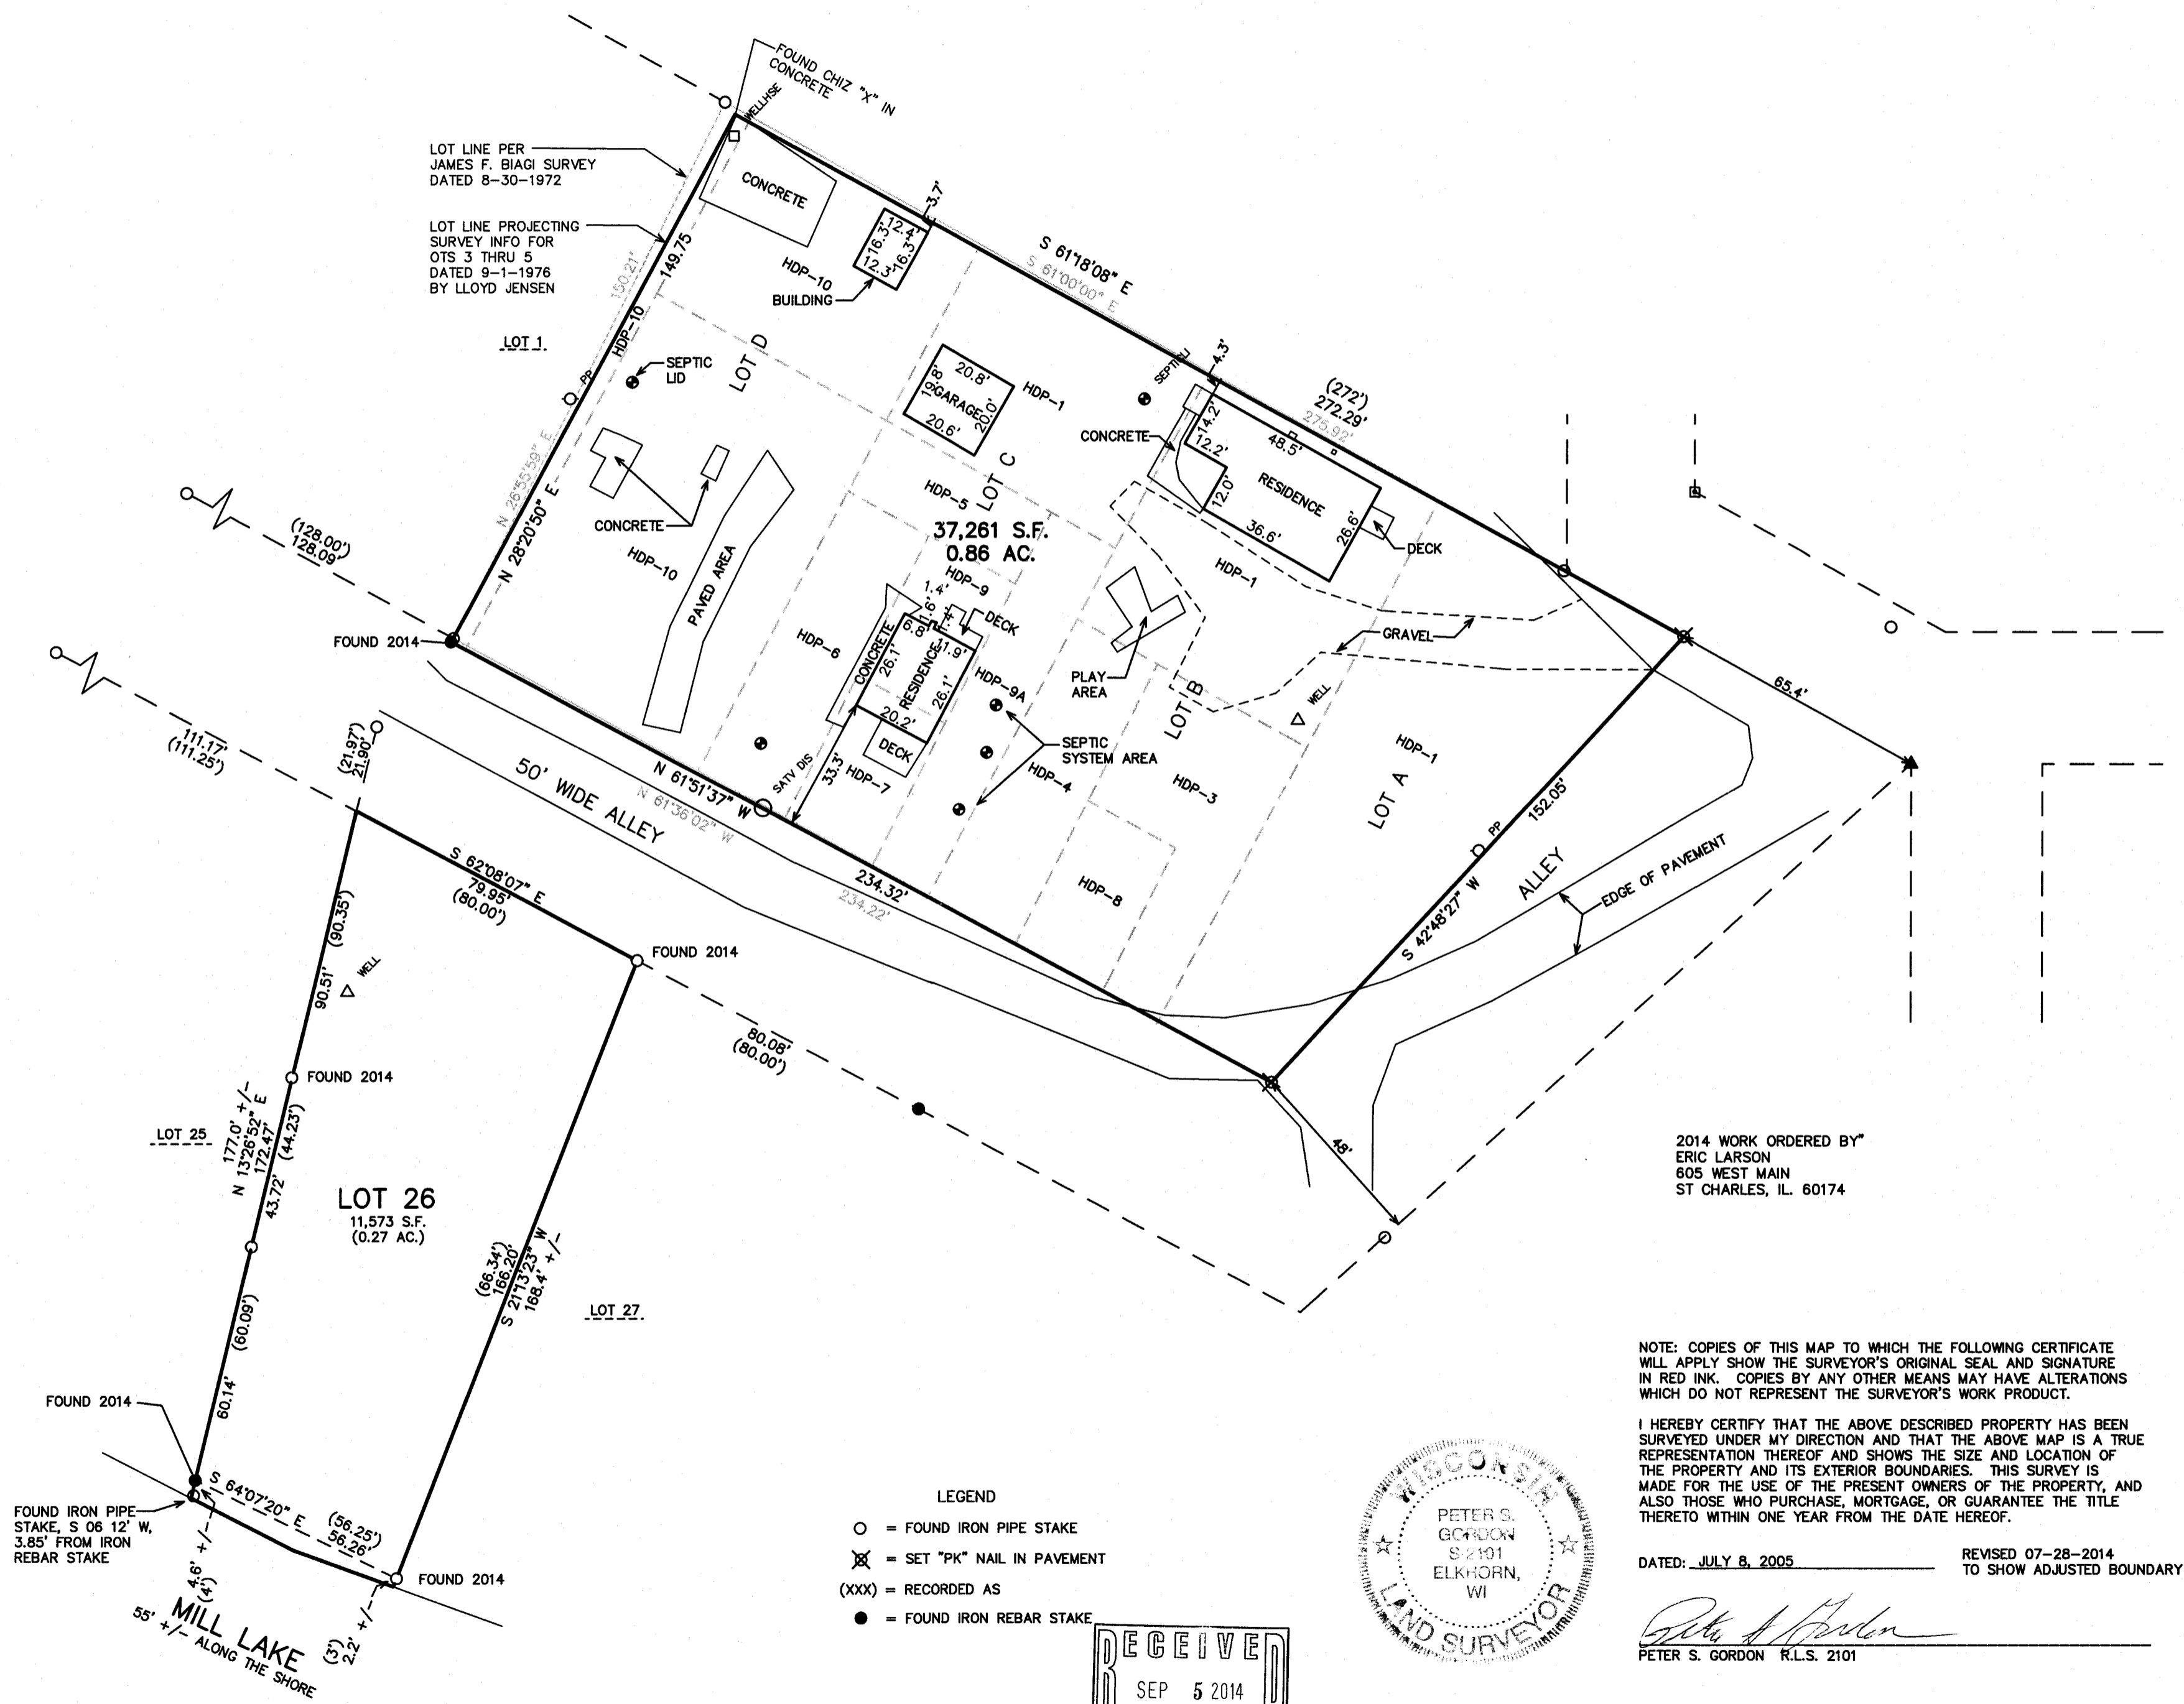 FOUND CHIZ "X" IN
CONCRETE
WELLHSE
LOT LINE PER
JAMES F. BIAGI SURVEY
DATED 8-30-1972
LOT LINE PROJECTING
SURVEY INFO FOR
OTS 3 THRU 5
DATED 9-1-1976
BY LLOYD JENSEN
CONCRETE
3.7'
12.4'
16.3'
16.3'
12.3'
HDP-10
BUILDING
149.75
150.21'
HDP-10
LOT 1
S 61°18'08" E
S 61°00'00" E
PP
SEPTIC
LID
LOT D
20.8'
19.8'
GARAGE
20.0'
20.6'
HDP-1
SEPTICLI
4.3'
(272')
272.29'
275.92'
CONCRETE
14.2'
12.2'
48.5'
RESIDENCE
12.0'
36.6'
26.6'
DECK
N 26°55'59" E
N 28°20'50" E
CONCRETE
HDP-10
PAVED AREA
HDP-5
LOT C
37,261 S.F.
0.86 AC.
HDP-9
HDP-1
(128.00')
128.09'
FOUND 2014
1.4'
1.6'
1.4'
6.8'
11.9'
DECK
CONCRETE
26.1'
RESIDENCE
26.1'
20.2'
DECK
HDP-6
HDP-9A
PLAY
AREA
GRAVEL
LOT B
WELL
65.4'
111.17'
(111.25')
(21.97')
21.90'
50' WIDE ALLEY
N 61°51'37" W
N 61°36'02" W
SATV DIS
33.3'
HDP-7
SEPTIC
SYSTEM AREA
HDP-4
HDP-3
HDP-1
LOT A
152.05'
PP
S 42°48'27" W
ALLEY
EDGE OF PAVEMENT
HDP-8
234.32'
234.22'
S 62°08'07" E
79.95'
(80.00')
FOUND 2014
(90.35')
90.51'
WELL
FOUND 2014
80.08'
(80.00')
48'
LOT 25
177.0' +/-
N 13°26'52" E
172.47'
(44.23')
43.72'
LOT 26
11,573 S.F.
(0.27 AC.)
(66.34')
166.20'
S 21°13'23" W
168.4' +/-
LOT 27
(60.09')
60.14'
FOUND 2014
S 64°07'20" E
(56.25')
56.26'
FOUND 2014
FOUND IRON PIPE
STAKE, S 06 12' W,
3.85' FROM IRON
REBAR STAKE
4.6' +/-
(4')
MILL LAKE
55' +/- ALONG THE SHORE
(3')
2.2' +/-
2014 WORK ORDERED BY"
ERIC LARSON
605 WEST MAIN
ST CHARLES, IL. 60174
LEGEND
= FOUND IRON PIPE STAKE
= SET "PK" NAIL IN PAVEMENT
(XXX) = RECORDED AS
= FOUND IRON REBAR STAKE
RECEIVED
SEP 5 2014
WISCONSIN
PETER S.
GORDON
S-2101
ELKHORN,
WI
LAND SURVEYOR
NOTE: COPIES OF THIS MAP TO WHICH THE FOLLOWING CERTIFICATE
WILL APPLY SHOW THE SURVEYOR'S ORIGINAL SEAL AND SIGNATURE
IN RED INK. COPIES BY ANY OTHER MEANS MAY HAVE ALTERATIONS
WHICH DO NOT REPRESENT THE SURVEYOR'S WORK PRODUCT.
I HEREBY CERTIFY THAT THE ABOVE DESCRIBED PROPERTY HAS BEEN
SURVEYED UNDER MY DIRECTION AND THAT THE ABOVE MAP IS A TRUE
REPRESENTATION THEREOF AND SHOWS THE SIZE AND LOCATION OF
THE PROPERTY AND ITS EXTERIOR BOUNDARIES. THIS SURVEY IS
MADE FOR THE USE OF THE PRESENT OWNERS OF THE PROPERTY, AND
ALSO THOSE WHO PURCHASE, MORTGAGE, OR GUARANTEE THE TITLE
THERETO WITHIN ONE YEAR FROM THE DATE HEREOF.
DATED: JULY 8, 2005
REVISED 07-28-2014
TO SHOW ADJUSTED BOUNDARY
Peter S Gordon
PETER S. GORDON R.L.S. 2101